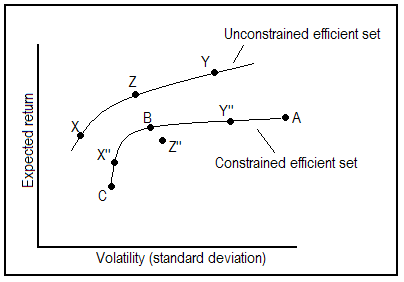 Unconstrained efficient set
Y
Z
X
B
Y"
A
Z"
X"
Constrained efficient set
C
Expected return
Volatility (standard deviation)